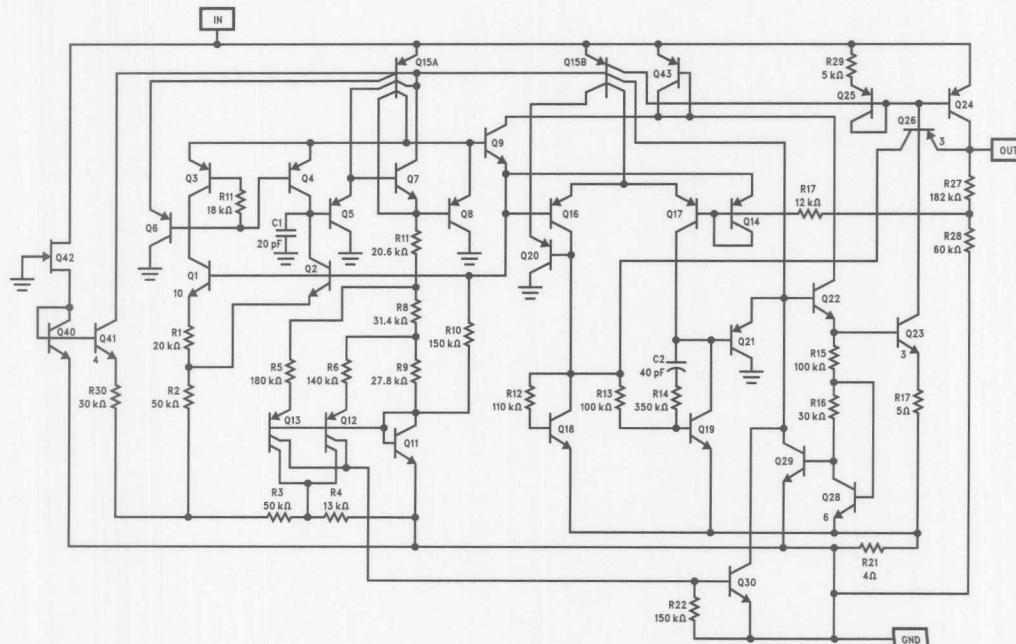 IN
Q15A
Q15B
Q43
R29
5 kΩ
Q25
Q24
Q26
3
OUT
Q9
Q3
R11
18 kΩ
Q4
Q7
Q6
C1
20 pF
Q5
Q8
Q16
Q17
Q14
R17
12 kΩ
R27
182 kΩ
R28
60 kΩ
Q42
Q1
10
Q2
R11
20.6 kΩ
Q20
Q40
Q41
4
R1
20 kΩ
R8
31.4 kΩ
R10
150 kΩ
Q21
Q22
Q23
3
R30
30 kΩ
R2
50 kΩ
R5
180 kΩ
R6
140 kΩ
R9
27.8 kΩ
R12
110 kΩ
R13
100 kΩ
C2
40 pF
R14
350 kΩ
R15
100 kΩ
R16
30 kΩ
R17
5Ω
Q13
Q12
Q11
Q18
Q19
Q29
Q28
6
R3
50 kΩ
R4
13 kΩ
R21
4Ω
R22
150 kΩ
Q30
GND